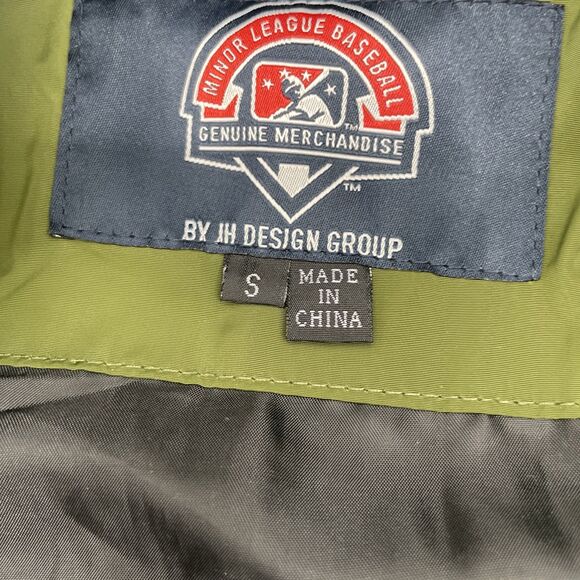 MINOR LEAGUE BASEBALL
TM
GENUINE MERCHANDISE
TM
BY JH DESIGN GROUP
S
MADE
IN
CHINA